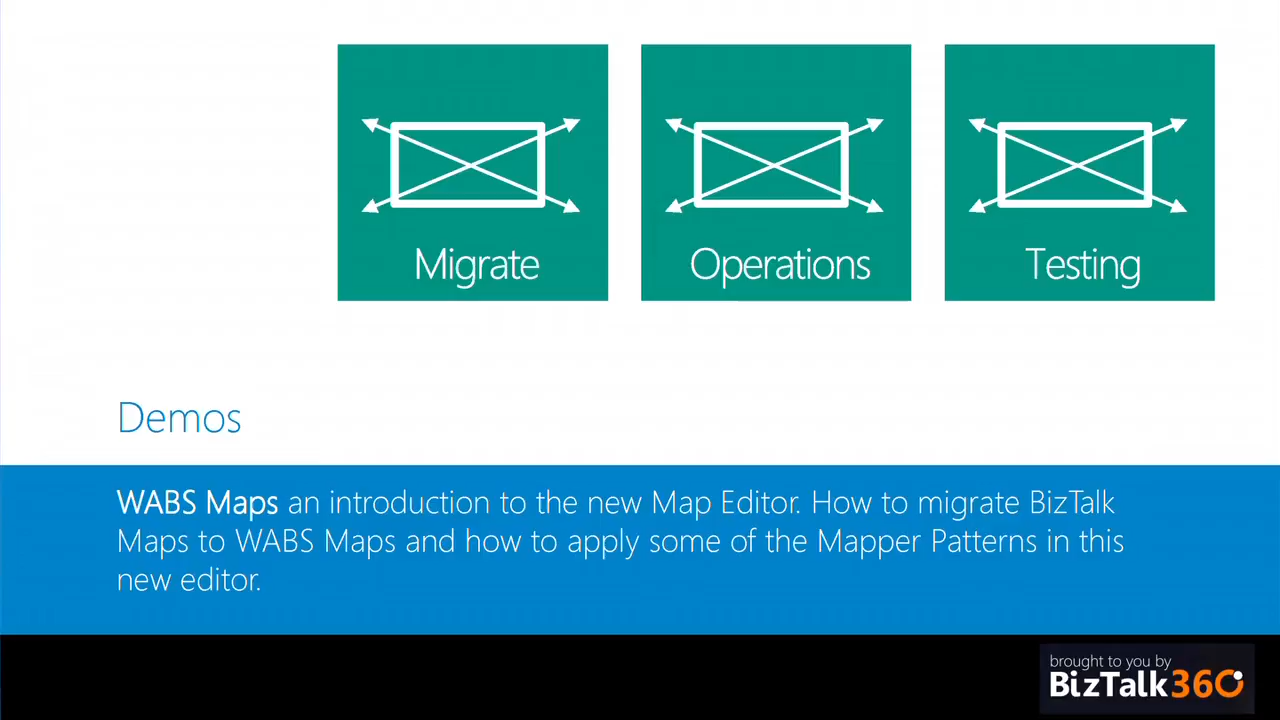 Migrate
Operations
Testing
Demos
WABS Maps an introduction to the new Map Editor. How to migrate BizTalk
Maps to WABS Maps and how to apply some of the Mapper Patterns in this
new editor.
brought to you by
BizTalk360